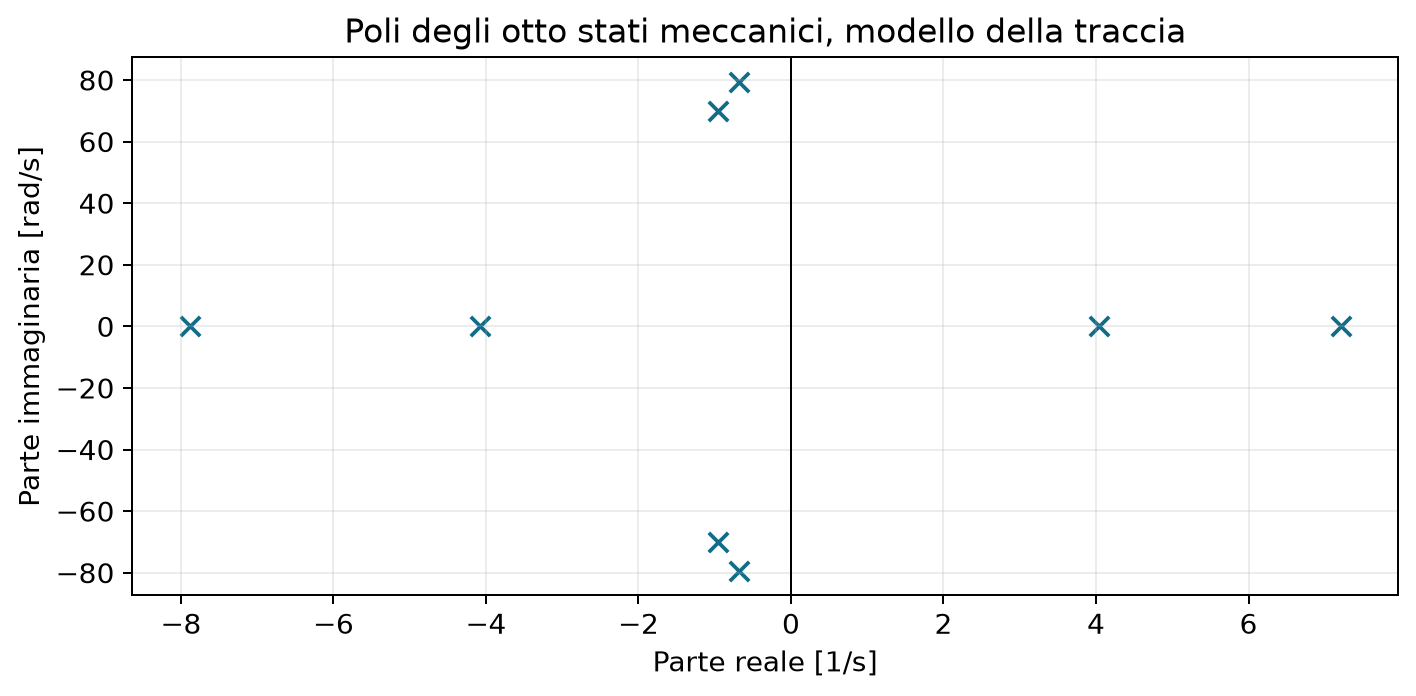 Poli degli otto stati meccanici, modello della traccia
Parte immaginaria [rad/s]
80
60
40
20
0
−20
−40
−60
−80
−8 −6 −4 −2 0 2 4 6
Parte reale [1/s]